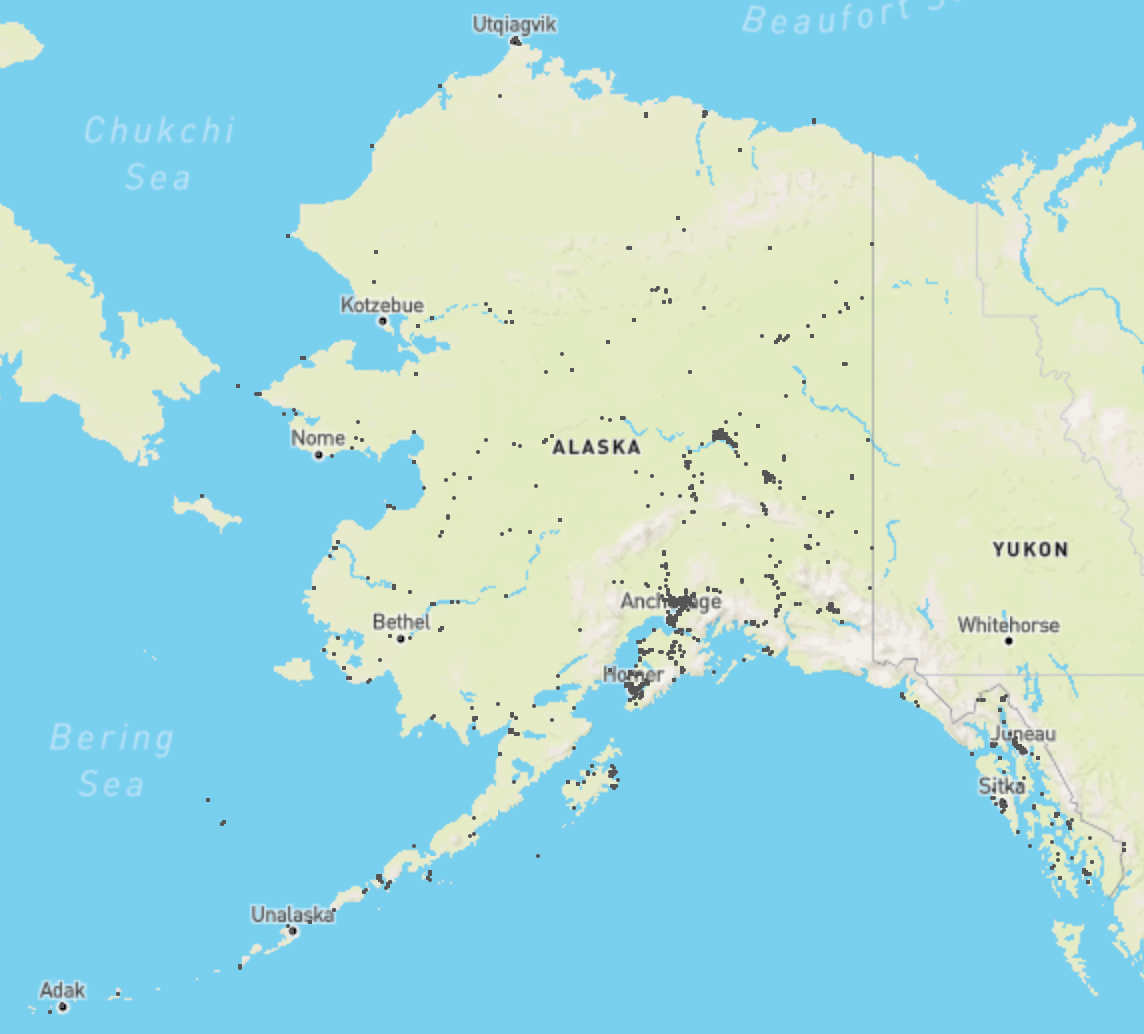 Utqiagvik
Beaufort S
Chukchi
Sea
Kotzebue
Nome
ALASKA
YUKON
Anchorage
Bethel
Whitehorse
Homer
Bering
Sea
Juneau
Sitka
Unalaska
Adak